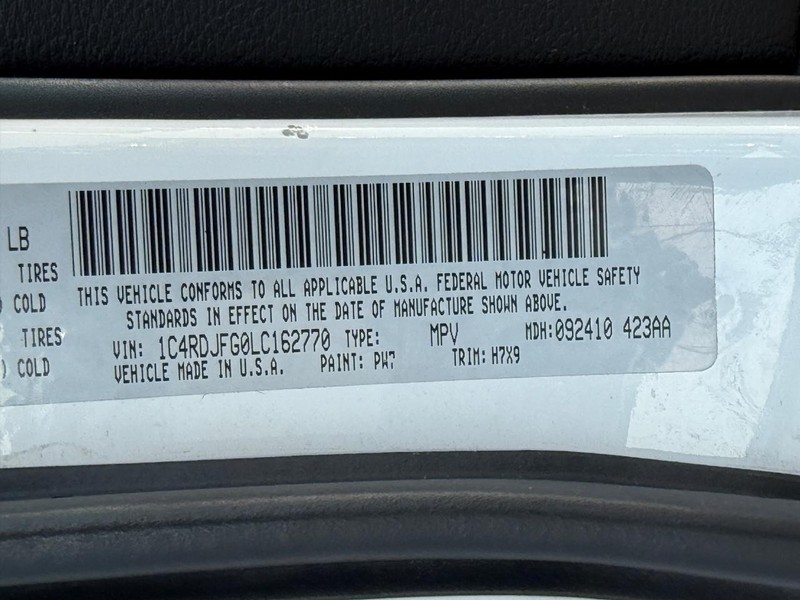 LB
TIRES
) COLD
TIRES
) COLD
THIS VEHICLE CONFORMS TO ALL APPLICABLE U.S.A. FEDERAL MOTOR VEHICLE SAFETY
STANDARDS IN EFFECT ON THE DATE OF MANUFACTURE SHOWN ABOVE.
VIN: 1C4RDJFG0LC162770 TYPE: MPV MDH:092410 423AA
VEHICLE MADE IN U.S.A. PAINT: PW7 TRIM: H7X9